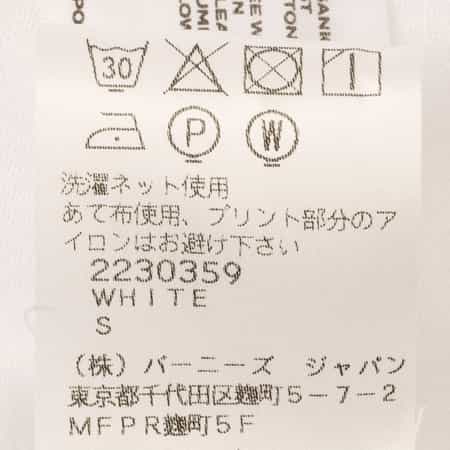 30
P
W
洗濯ネット使用
あて布使用、プリント部分のア
イロンはお避け下さい
2230359
WHITE
S
(株) バーニーズ ジャパン
東京都千代田区麹町5-7-2
MFPR麹町5F